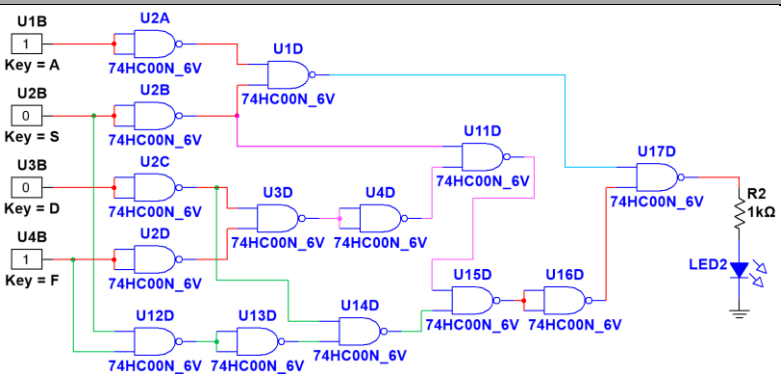 U1B
1
Key = A
U2A
74HC00N_6V
U1D
74HC00N_6V
U2B
0
Key = S
U2B
74HC00N_6V
U11D
74HC00N_6V
U17D
74HC00N_6V
U3B
0
Key = D
U2C
74HC00N_6V
U3D
74HC00N_6V
U4D
74HC00N_6V
R2
1kΩ
U4B
1
Key = F
U2D
74HC00N_6V
LED2
U15D
74HC00N_6V
U16D
74HC00N_6V
U12D
74HC00N_6V
U13D
74HC00N_6V
U14D
74HC00N_6V